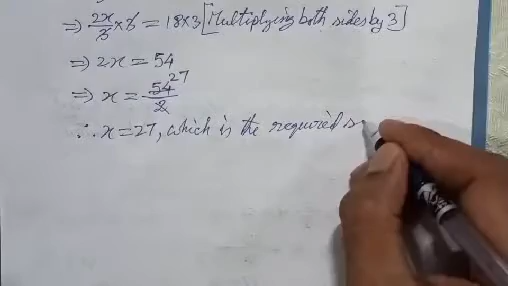 ⇒ 2x/3 × 3 = 18×3 [Multiplying both sides by 3]
⇒ 2x = 54
⇒ x = 54/2 27
∴ x = 27, which is the required s